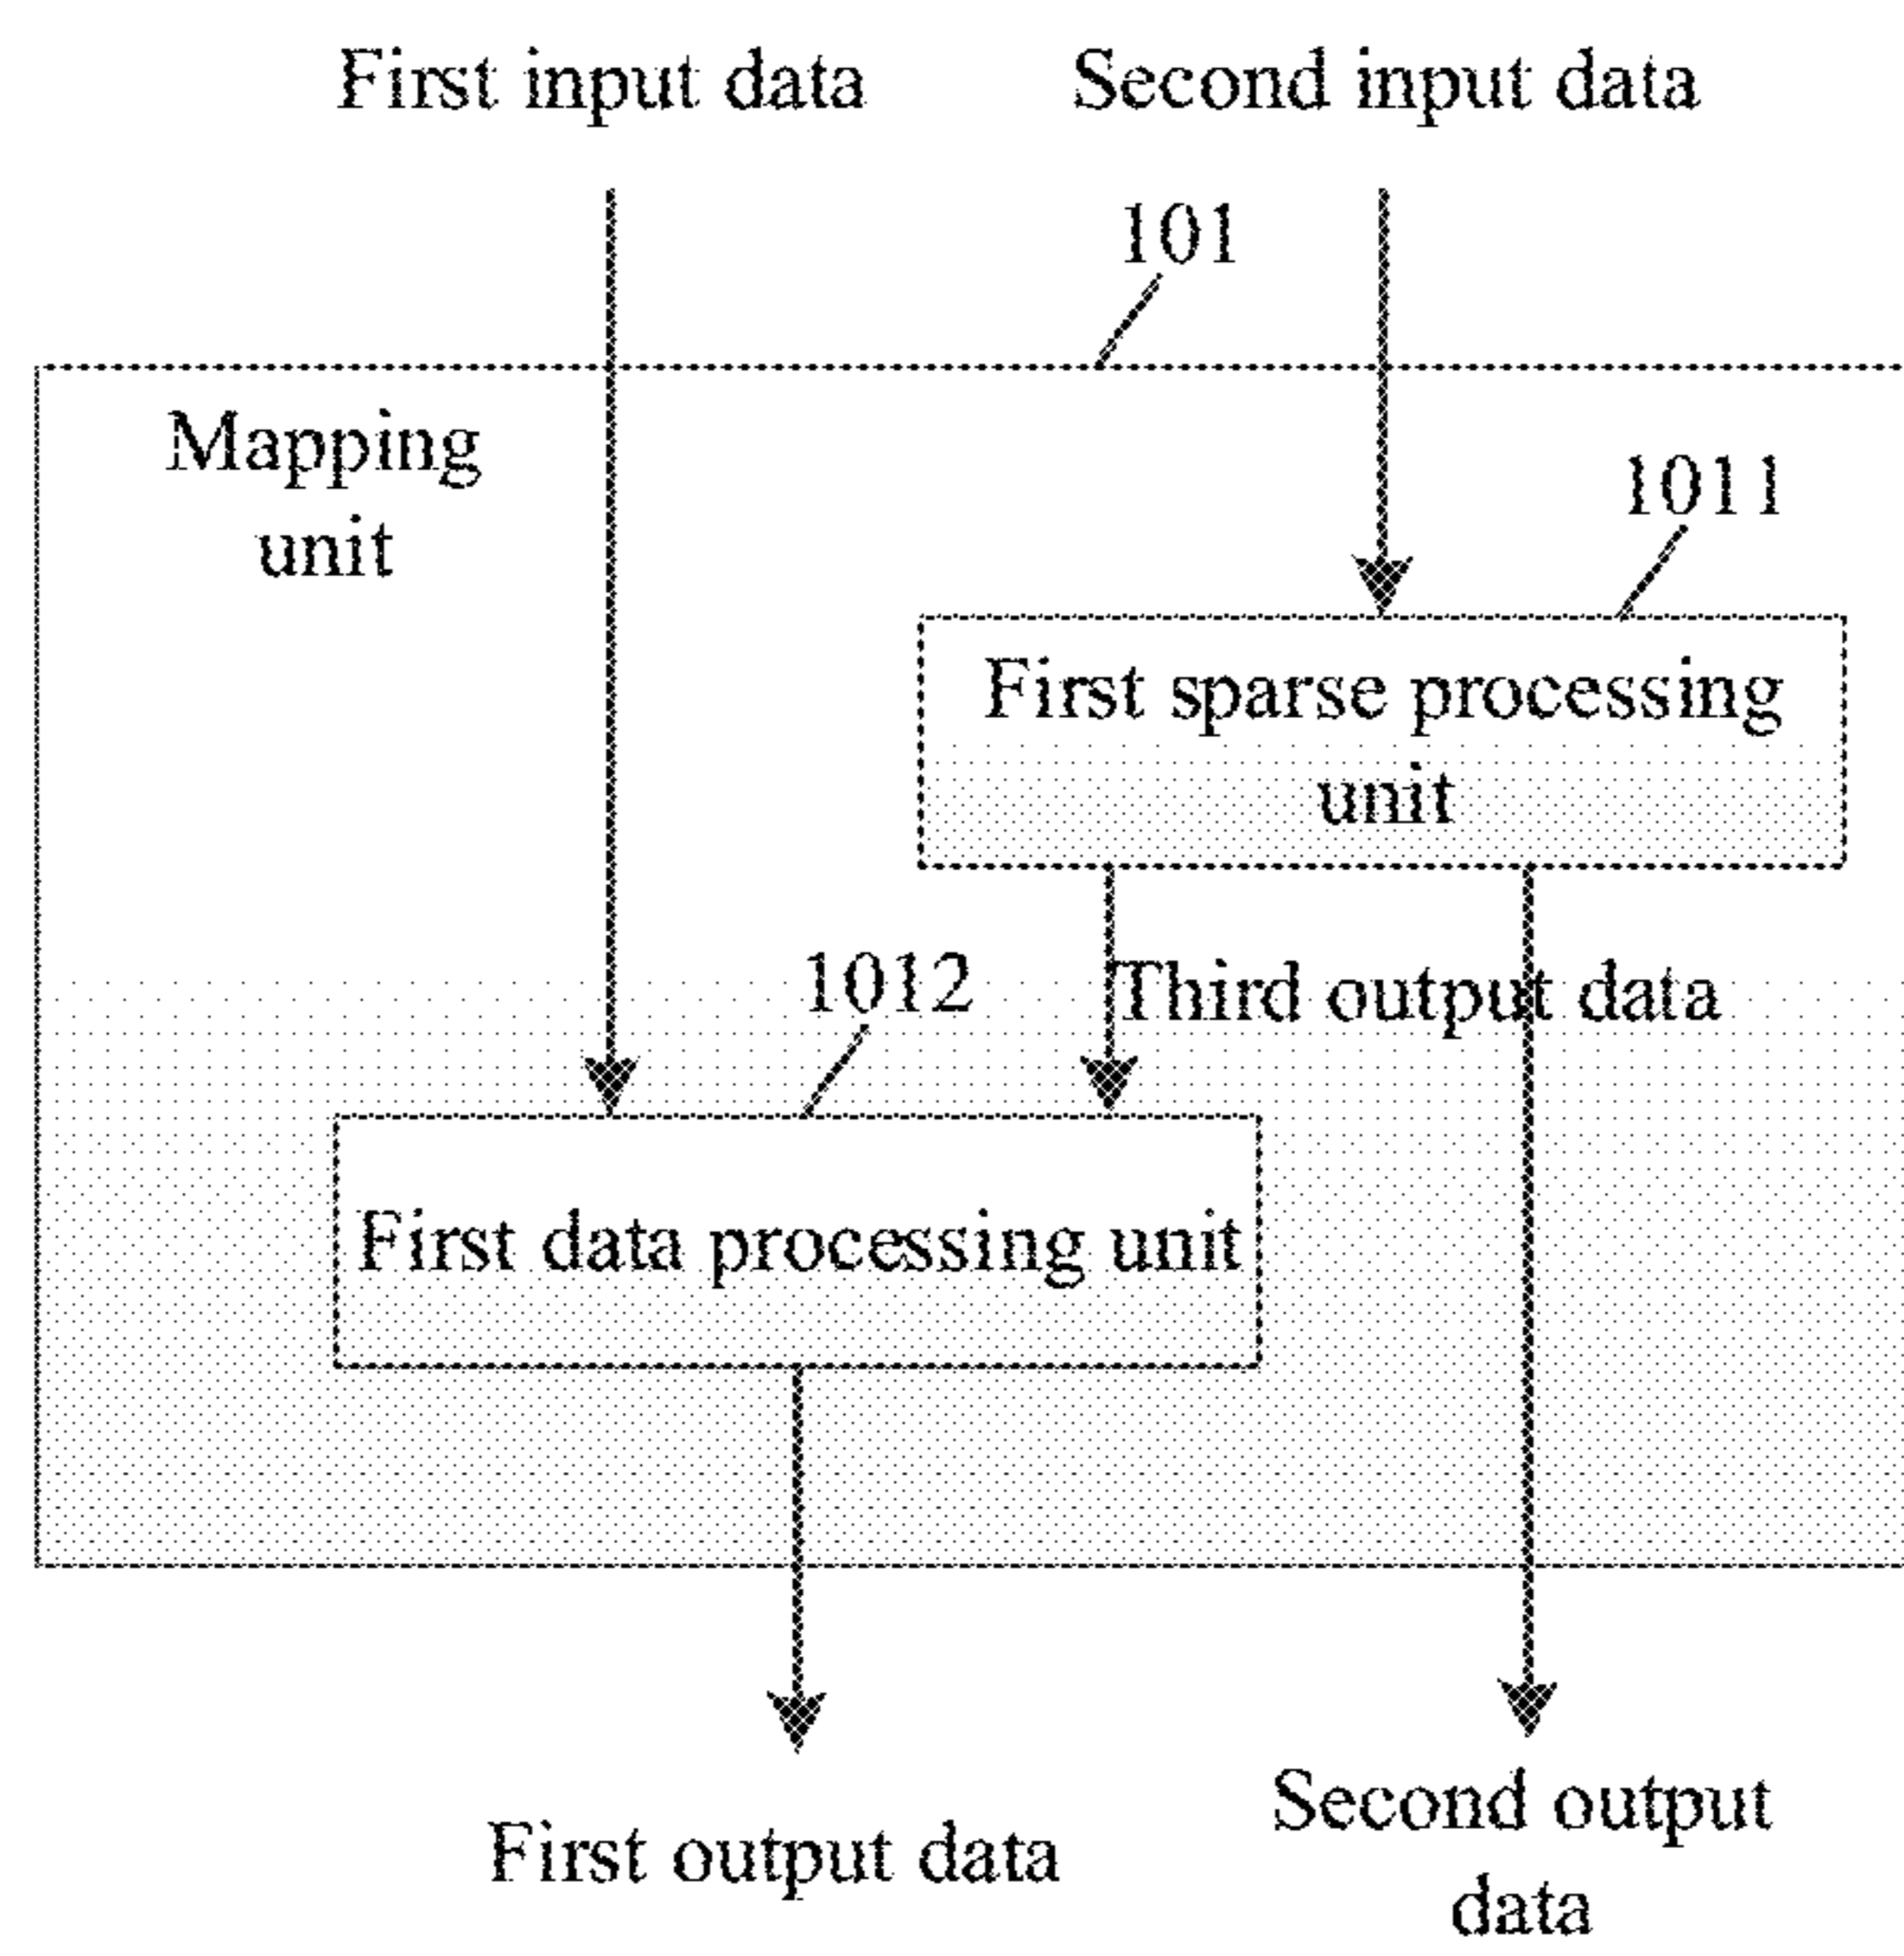 First input data
Second input data
101
Mapping
unit
1011
First sparse processing
unit
1012
Third output data
First data processing unit
First output data
Second output
data